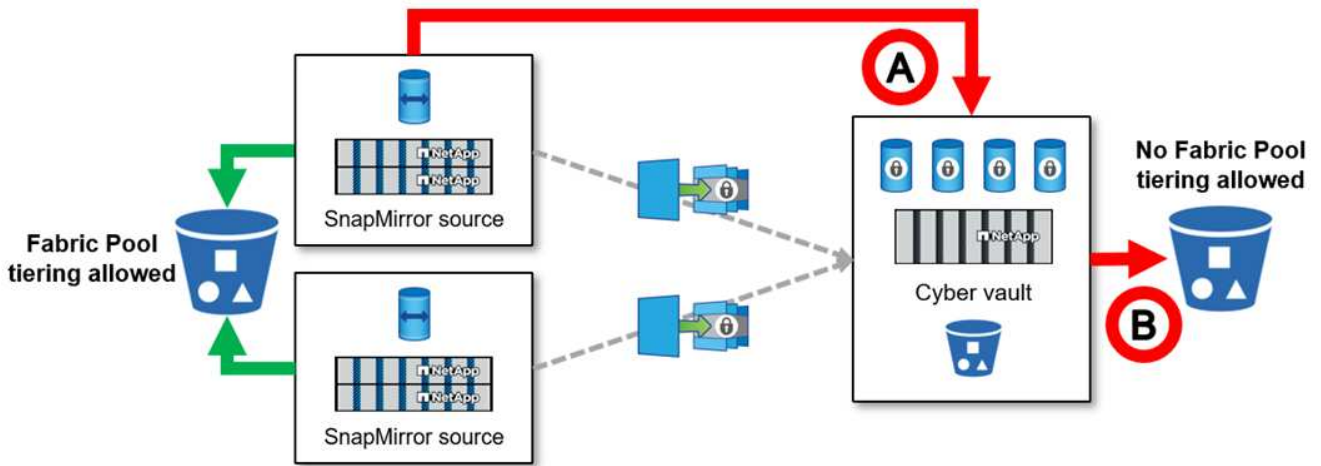 A
NetApp
NetApp
SnapMirror source
No Fabric Pool
tiering allowed
Fabric Pool
tiering allowed
NetApp
Cyber vault
B
NetApp
NetApp
SnapMirror source